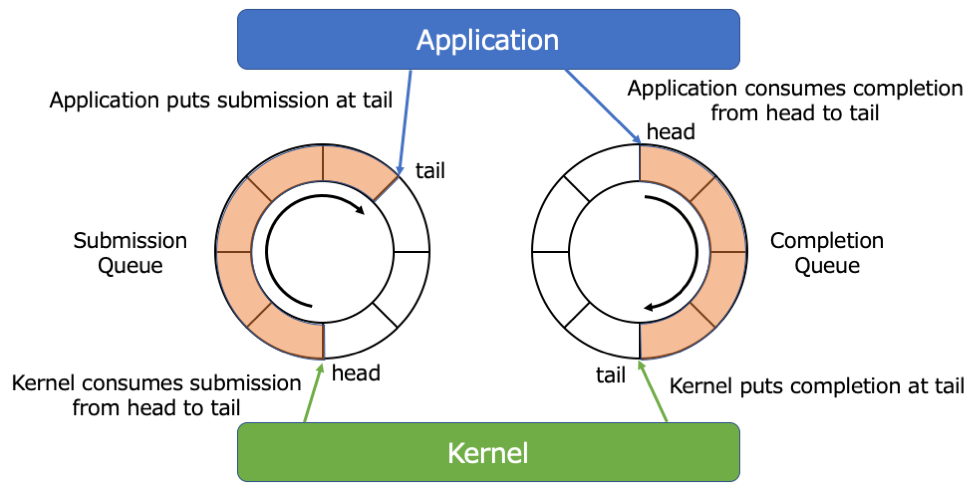 Application
Application puts submission at tail
Application consumes completion
from head to tail
head
tail
Submission
Queue
Completion
Queue
head
tail
Kernel consumes submission
from head to tail
Kernel puts completion at tail
Kernel